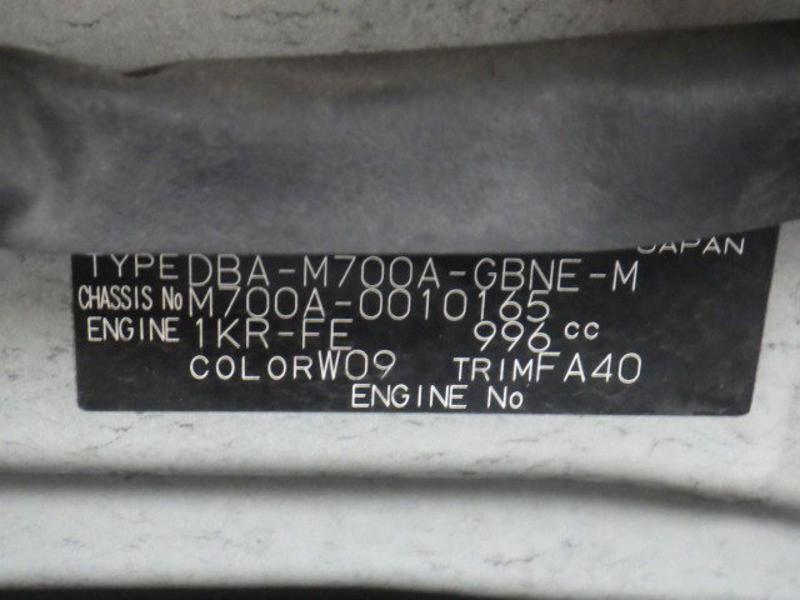 JAPAN
TYPE DBA-M700A-GBNE-M
CHASSIS No M700A-0010165
ENGINE 1KR-FE 996 cc
COLOR W09 TRIM FA40
ENGINE No